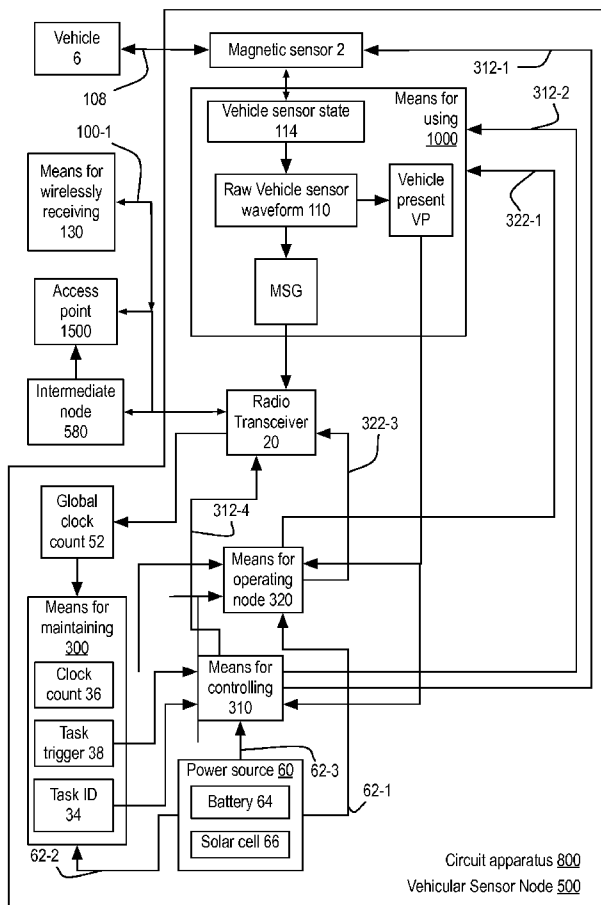 Vehicle
6
108
Magnetic sensor 2
312-1
312-2
Vehicle sensor state
114
Means for
using
1000
100-1
Means for
wirelessly
receiving
130
Raw Vehicle sensor
waveform 110
Vehicle
present
VP
322-1
Access
point
1500
MSG
Intermediate
node
580
Radio
Transceiver
20
322-3
312-4
Global
clock
count 52
Means for
operating
node 320
Means for
maintaining
300
Clock
count 36
Means for
controlling
310
Task
trigger 38
Task ID
34
62-3
Power source 60
Battery 64
Solar cell 66
62-1
62-2
Circuit apparatus 800
Vehicular Sensor Node 500